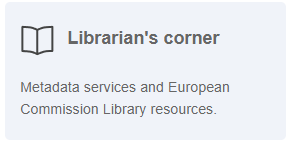 Librarian's corner
Metadata services and European
Commission Library resources.